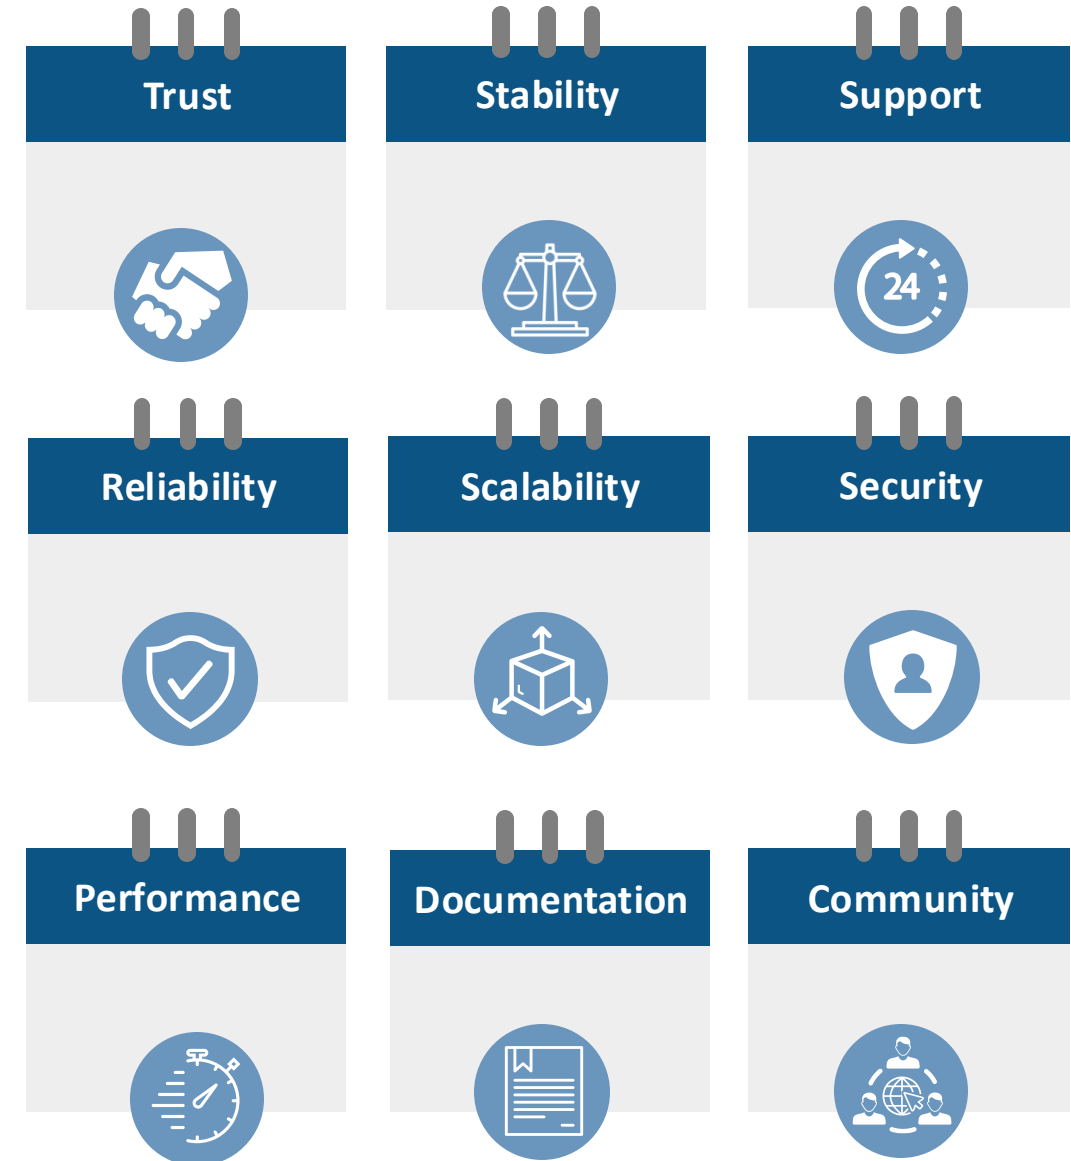 Trust
Stability
Support
24
Reliability
Scalability
Security
Performance
Documentation
Community